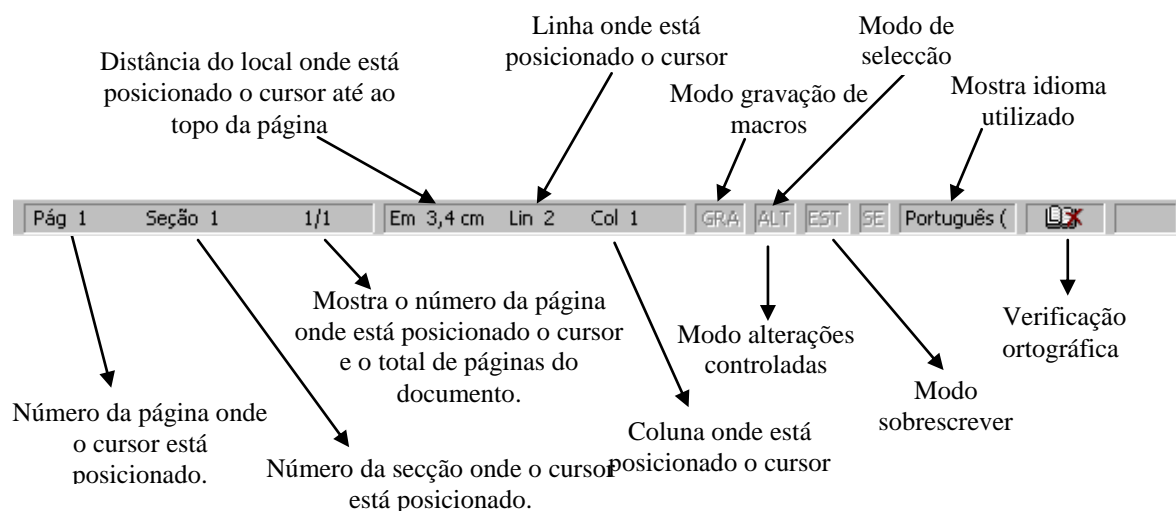 Distância do local onde está
posicionado o cursor até ao
topo da página
Linha onde está
posicionado o cursor
Modo gravação de
macros
Modo de
selecção
Mostra idioma
utilizado
Pág 1 Seção 1 1/1 Em 3,4 cm Lin 2 Col 1 GRA ALT EST SE Português (
Número da página onde
o cursor está
posicionado.
Número da secção onde o cursor
está posicionado.
Mostra o número da página
onde está posicionado o cursor
e o total de páginas do
documento.
Coluna onde está
posicionado o cursor
Modo alterações
controladas
Modo
sobrescrever
Verificação
ortográfica